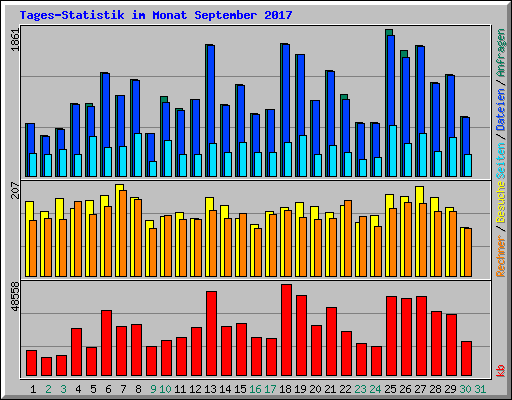 Tages-Statistik im Monat September 2017
1861
207
48558
Rechner / Besuche Seiten / Dateien / Anfragen
kb
1 2 3 4 5 6 7 8 9 10 11 12 13 14 15 16 17 18 19 20 21 22 23 24 25 26 27 28 29 30 31